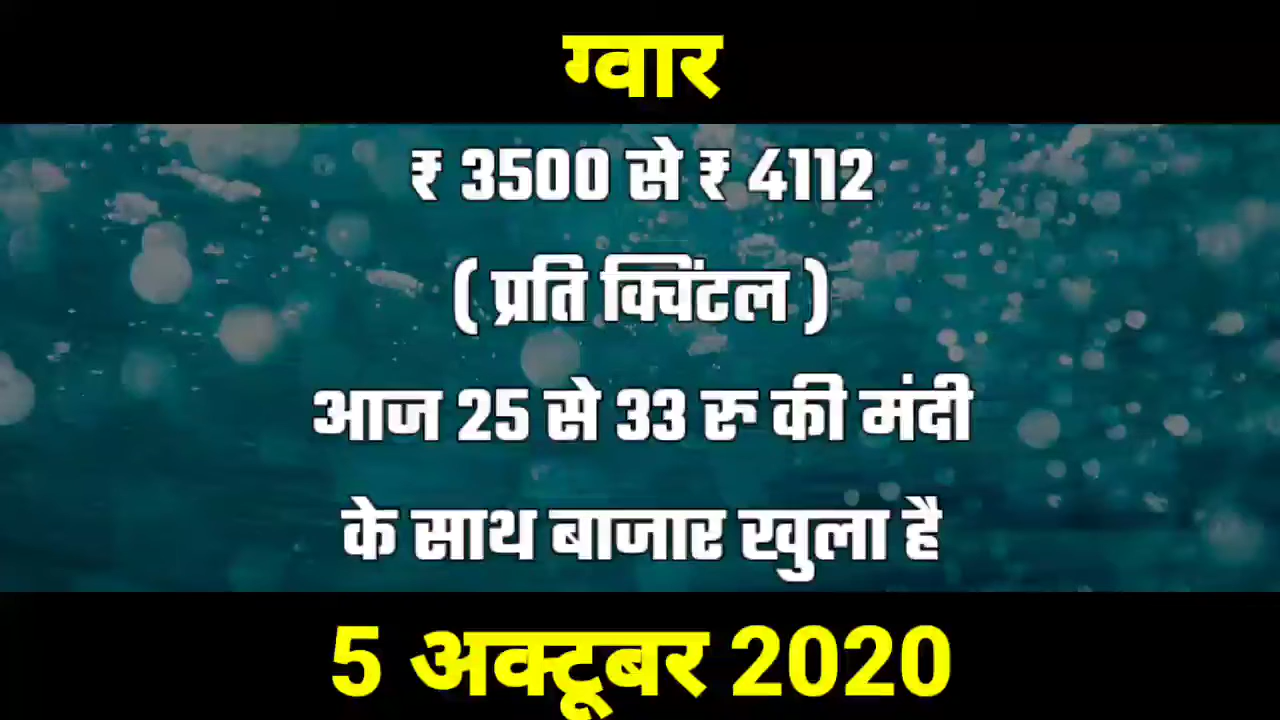 ग्वार
₹ 3500 से ₹ 4112
( प्रति क्विंटल )
आज 25 से 33 रु की मंदी
के साथ बाजार खुला है
5 अक्टूबर 2020